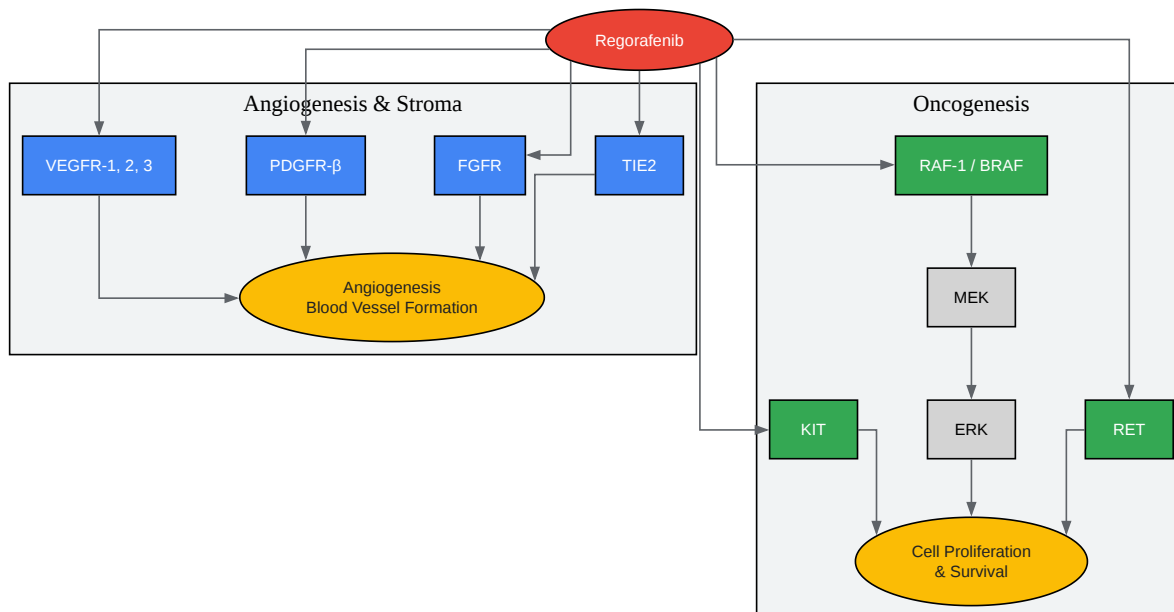 Regorafenib
Angiogenesis & Stroma
Oncogenesis
VEGFR-1, 2, 3
PDGFR-β
FGFR
TIE2
RAF-1 / BRAF
Angiogenesis
Blood Vessel Formation
MEK
KIT
ERK
RET
Cell Proliferation
& Survival